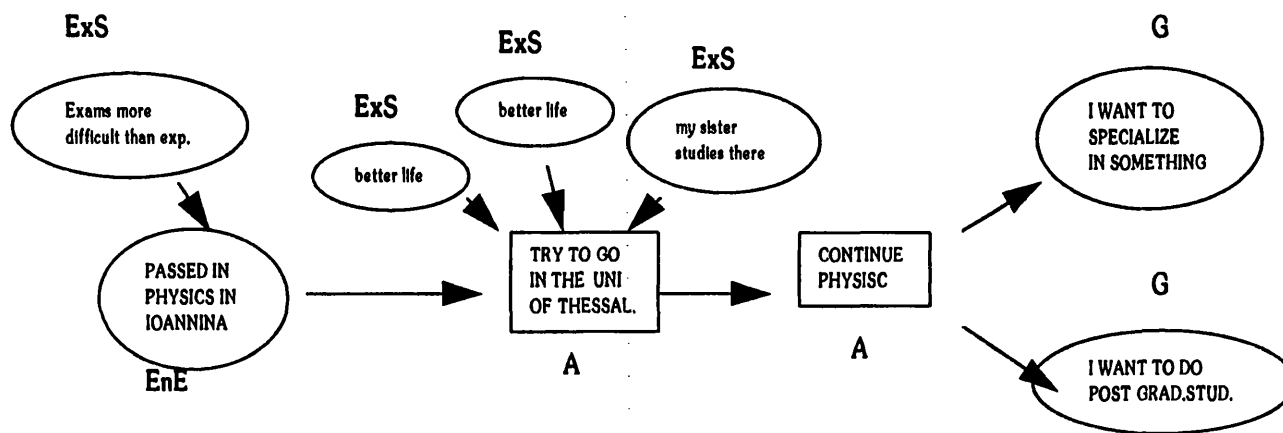 ExS
Exams more
difficult than exp.
ExS
better life
ExS
better life
ExS
my sister
studies there
G
I WANT TO
SPECIALIZE
IN SOMETHING
PASSED IN
PHYSICS IN
IOANNINA
EnE
TRY TO GO
IN THE UNI
OF THESSAL.
A
CONTINUE
PHYSISC
A
G
I WANT TO DO
POST GRAD.STUD.